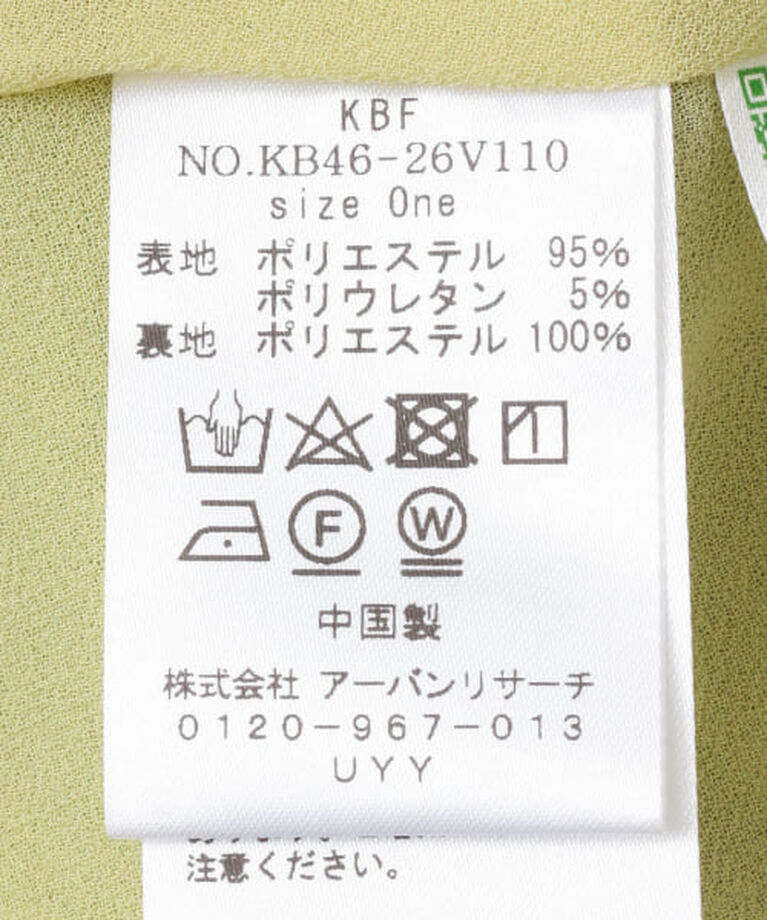 KBF
NO.KB46-26V110
size One
表地 ポリエステル 95%
ポリウレタン 5%
裏地 ポリエステル 100%
F W
中国製
株式会社 アーバンリサーチ
0120-967-013
UYY
注意ください。